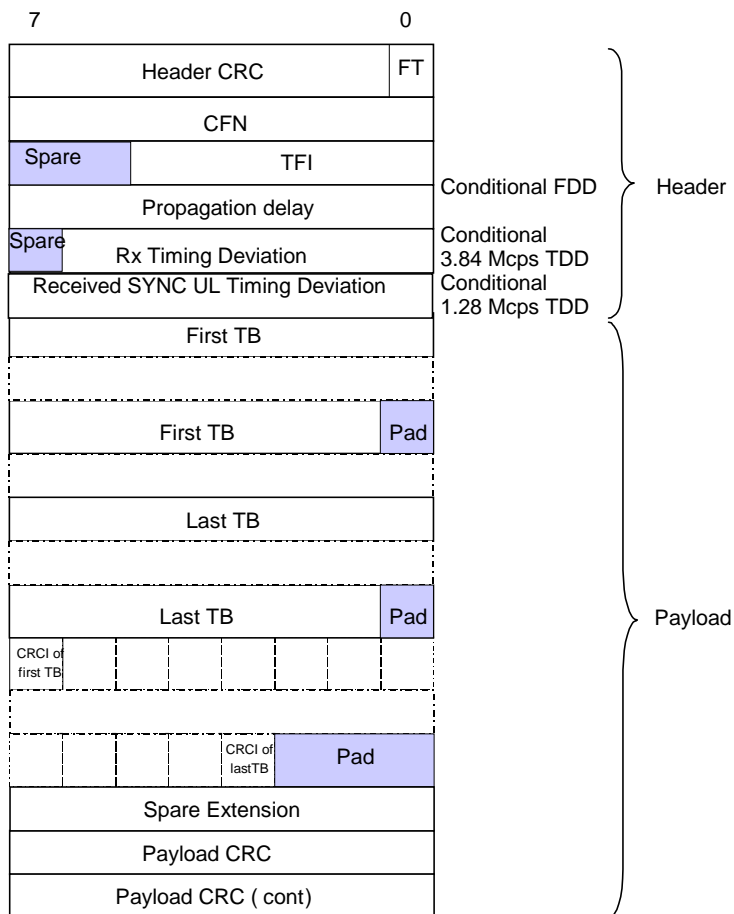 7 0
Header CRC FT
CFN
Spare TFI
Propagation delay Conditional FDD
Header
Spare Rx Timing Deviation Conditional
3.84 Mcps TDD
Received SYNC UL Timing Deviation Conditional
1.28 Mcps TDD
First TB
First TB Pad
Last TB
Last TB Pad
Payload
CRCI of
first TB
CRCI of
lastTB
Pad
Spare Extension
Payload CRC
Payload CRC ( cont)